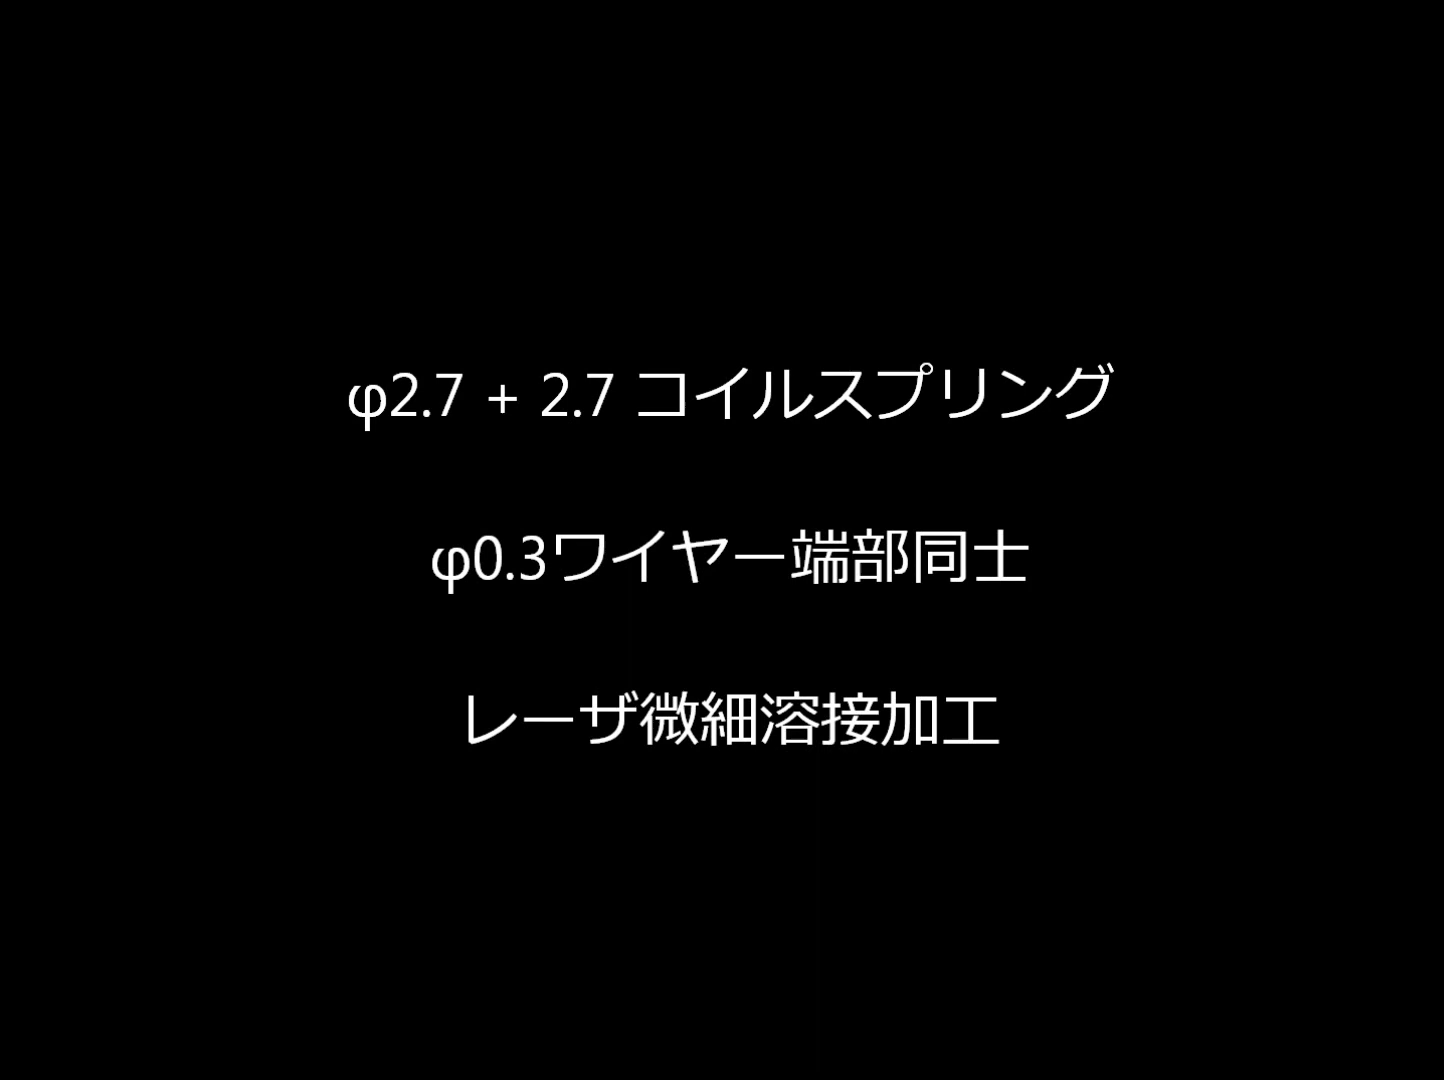 φ2.7 + 2.7 コイルスプリング
φ0.3ワイヤー端部同士
レーザ微細溶接加工